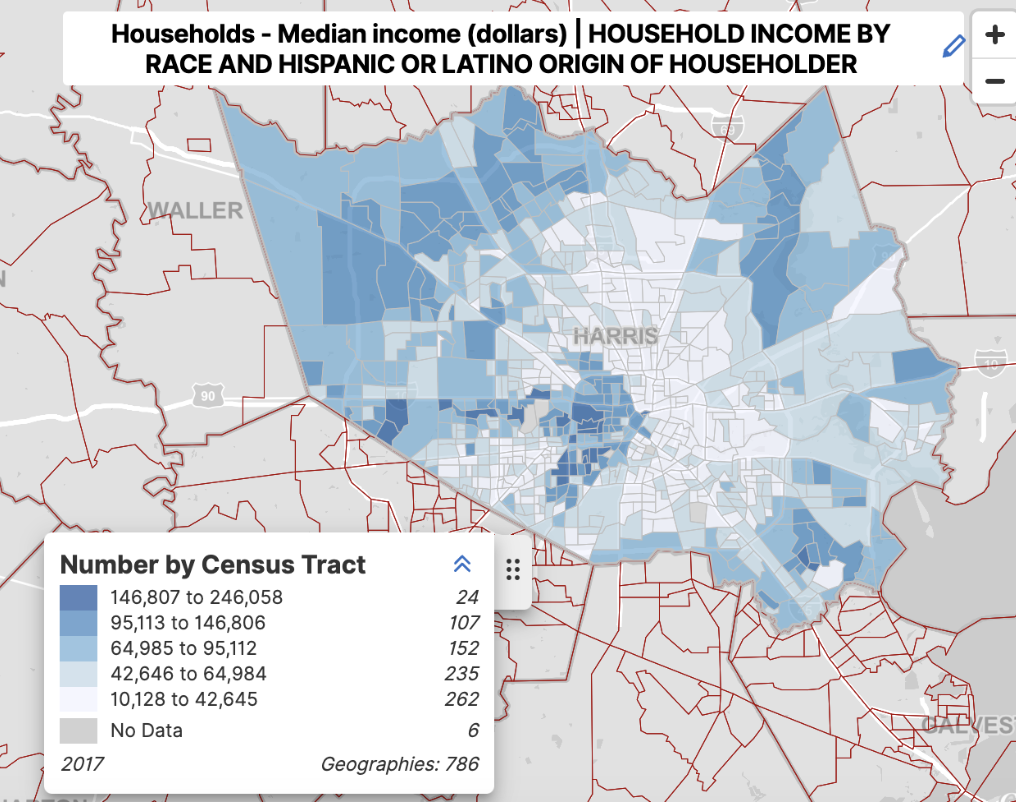 Households - Median income (dollars) | HOUSEHOLD INCOME BY
RACE AND HISPANIC OR LATINO ORIGIN OF HOUSEHOLDER
+
−
WALLER
HARRIS
10
90
Number by Census Tract
146,807 to 246,058 24
95,113 to 146,806 107
64,985 to 95,112 152
42,646 to 64,984 235
10,128 to 42,645 262
No Data 6
2017 Geographies: 786
GALVES